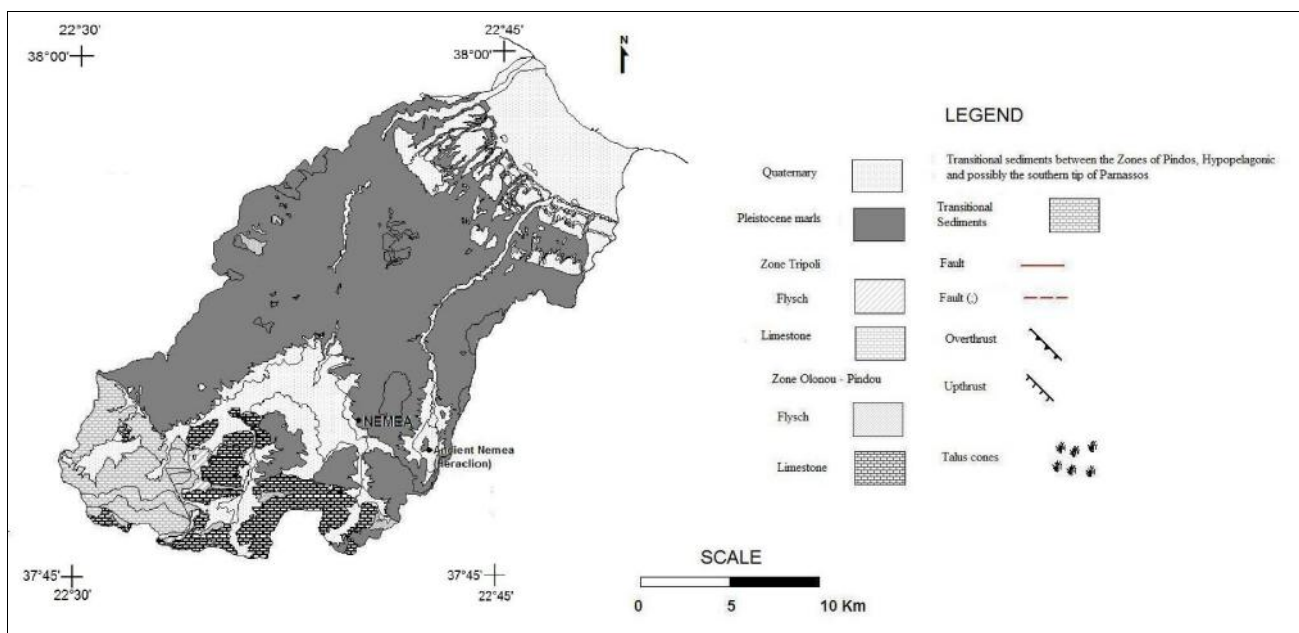 22°30'
38°00'
22°45'
38°00'
N
NEMEA
Ancient Nemea
(Heraclion)
37°45'
22°30'
37°45'
22°45'
SCALE
0 5 10 Km
LEGEND
Quaternary
Pleistocene marls
Zone Tripoli
Flysch
Limestone
Zone Olonou - Pindou
Flysch
Limestone
Transitional sediments between the Zones of Pindos, Hypopelagonic
and possibly the southern tip of Parnassos
Transitional
Sediments
Fault
Fault (;)
Overthrust
Upthrust
Talus cones